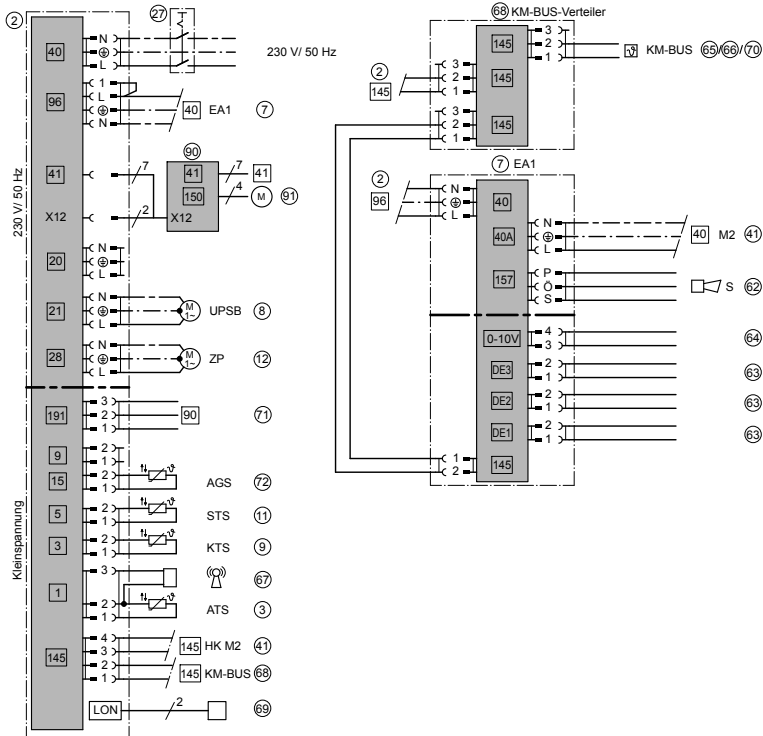 2
27
230 V/ 50 Hz
40
N
L
230 V/ 50 Hz
96
1
L
N
40 EA1 7
90
41
7
41
7
41
X12
2
150
X12
4
M
91
20
N
L
21
N
L
M
1~
UPSB 8
28
N
L
M
1~
ZP 12
Kleinspannung
191
3
2
1
90
71
9
2
1
15
2
1
ϑ
AGS 72
5
2
1
ϑ
STS 11
3
2
1
ϑ
KTS 9
1
3
67
2
1
ϑ
ATS 3
145
4
3
2
1
145 HK M2 41
145 KM-BUS 68
LON
2
69
68 KM-BUS-Verteiler
145
3
2
1
ϑ KM-BUS 65/66/70
2
145
3
2
1
145
3
2
1
145
7 EA1
2
96
N
L
40
40A
N
L
40 M2 41
157
P
Ö
S
S 62
0-10V
4
3
64
DE3
2
1
63
DE2
2
1
63
DE1
2
1
63
1
2
145